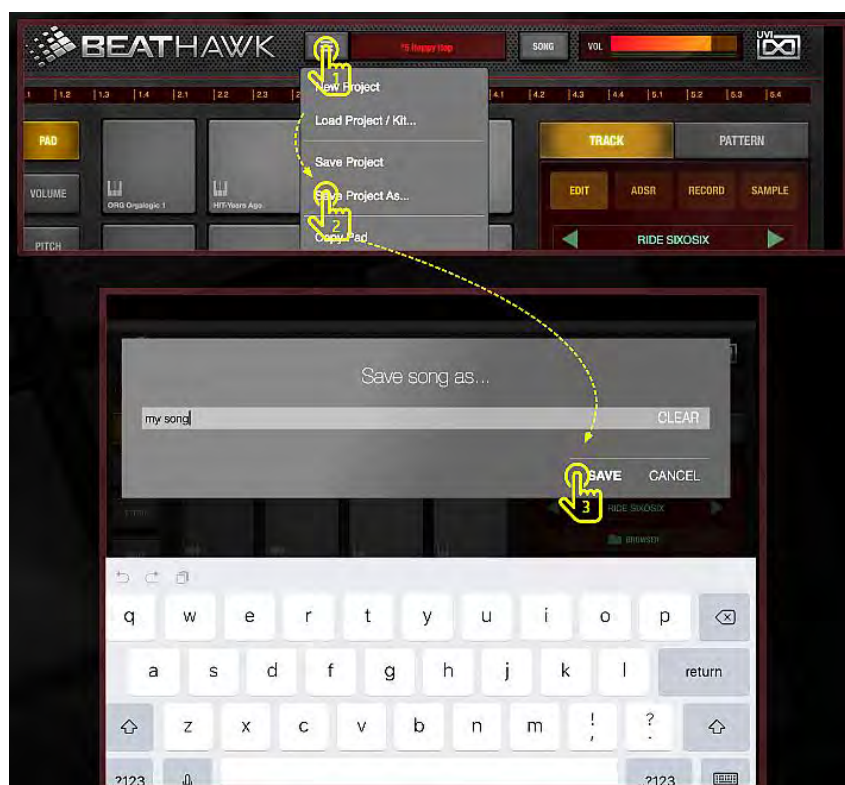 BEATHAWK
*5 Happy Hop
SONG
VOL
UVI
1.2 1.3 1.4 2.1 2.2 2.3 4.1 4.2 4.3 4.4 5.1 5.2 5.3 5.4
1
New Project
Load Project / Kit...
Save Project
Save Project As...
2
Copy Pad
PAD
VOLUME
PITCH
ORG Orgalogic 1
HIT-Years Ago
TRACK PATTERN
EDIT ADSR RECORD SAMPLE
RIDE SIXOSIX
Save song as...
my song
CLEAR
SAVE CANCEL
3
RIDE SIXOSIX
BROWSER
q w e r t y u i o p
a s d f g h j k l return
z x c v b n m ! , ? .
?123 ?123